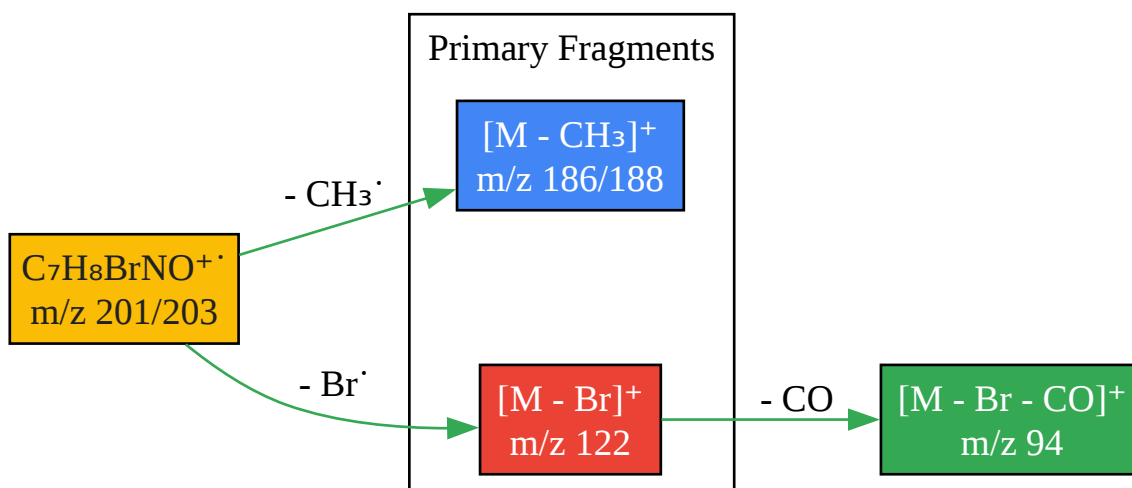 Primary Fragments
[M - CH₃]⁺
m/z 186/188
- CH₃˙
C₇H₈BrNO⁺˙
m/z 201/203
- Br˙
[M - Br]⁺
m/z 122
- CO
[M - Br - CO]⁺
m/z 94